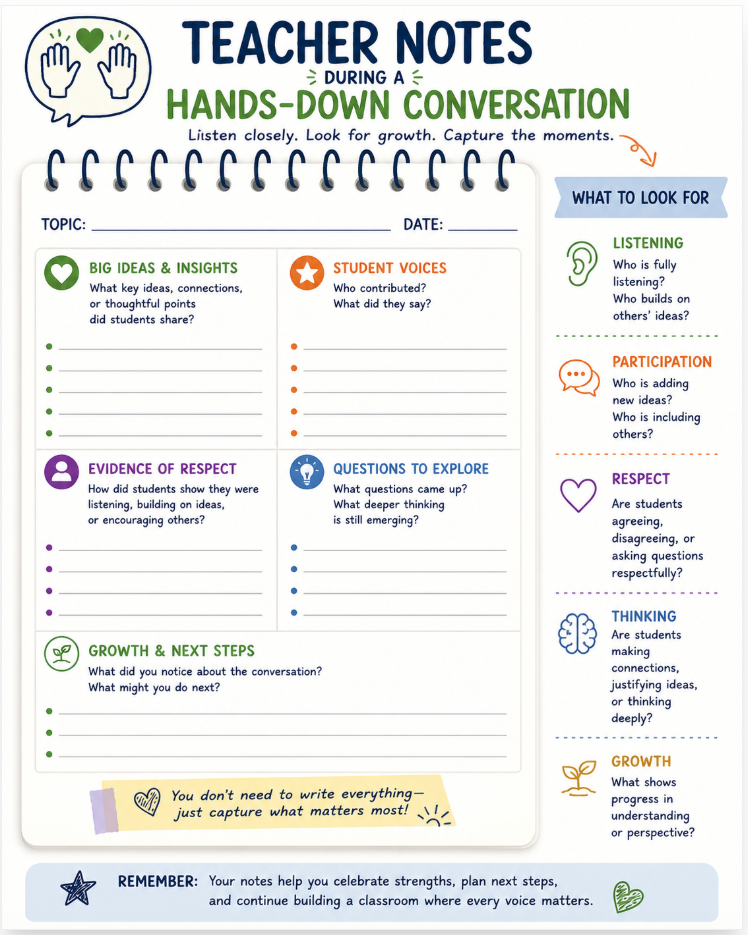 TEACHER NOTES
DURING A
HANDS-DOWN CONVERSATION
Listen closely. Look for growth. Capture the moments.
TOPIC: DATE:
BIG IDEAS & INSIGHTS
What key ideas, connections,
or thoughtful points
did students share?
STUDENT VOICES
Who contributed?
What did they say?
EVIDENCE OF RESPECT
How did students show they were
listening, building on ideas,
or encouraging others?
QUESTIONS TO EXPLORE
What questions came up?
What deeper thinking
is still emerging?
GROWTH & NEXT STEPS
What did you notice about the conversation?
What might you do next?
You don't need to write everything—
just capture what matters most!
WHAT TO LOOK FOR
LISTENING
Who is fully
listening?
Who builds on
others' ideas?
PARTICIPATION
Who is adding
new ideas?
Who is including
others?
RESPECT
Are students
agreeing,
disagreeing, or
asking questions
respectfully?
THINKING
Are students
making
connections,
justifying ideas,
or thinking
deeply?
GROWTH
What shows
progress in
understanding
or perspective?
REMEMBER: Your notes help you celebrate strengths, plan next steps,
and continue building a classroom where every voice matters.